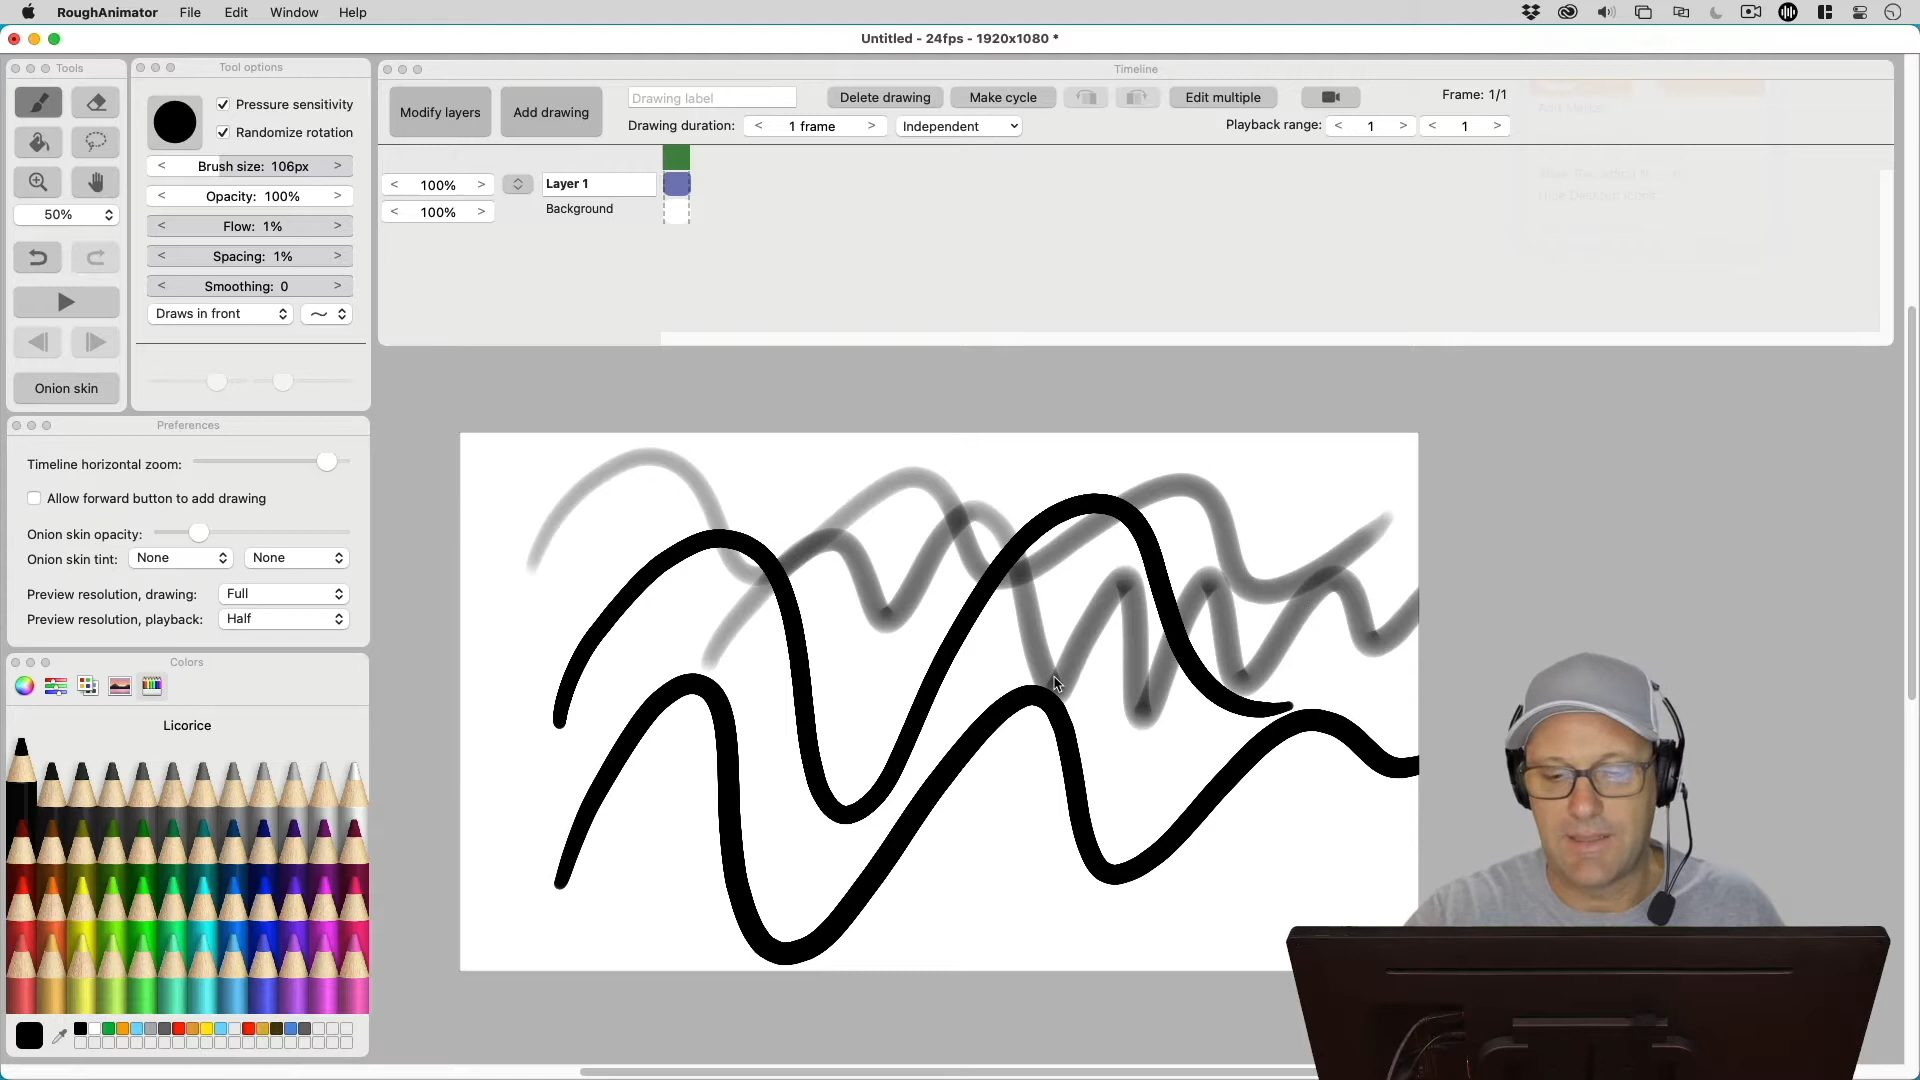 RoughAnimator File Edit Window Help
Untitled - 24fps - 1920x1080 *
Tools
Tool options
Timeline
Pressure sensitivity
Randomize rotation
Brush size: 106px
Opacity: 100%
Flow: 1%
Spacing: 1%
Smoothing: 0
Draws in front
50%
Onion skin
Modify layers
Add drawing
Drawing label
Delete drawing
Make cycle
Edit multiple
Frame: 1/1
Drawing duration:
1 frame
Independent
Playback range:
1
1
100%
Layer 1
100%
Background
Preferences
Timeline horizontal zoom:
Allow forward button to add drawing
Onion skin opacity:
Onion skin tint: None None
Preview resolution, drawing: Full
Preview resolution, playback: Half
Colors
Licorice